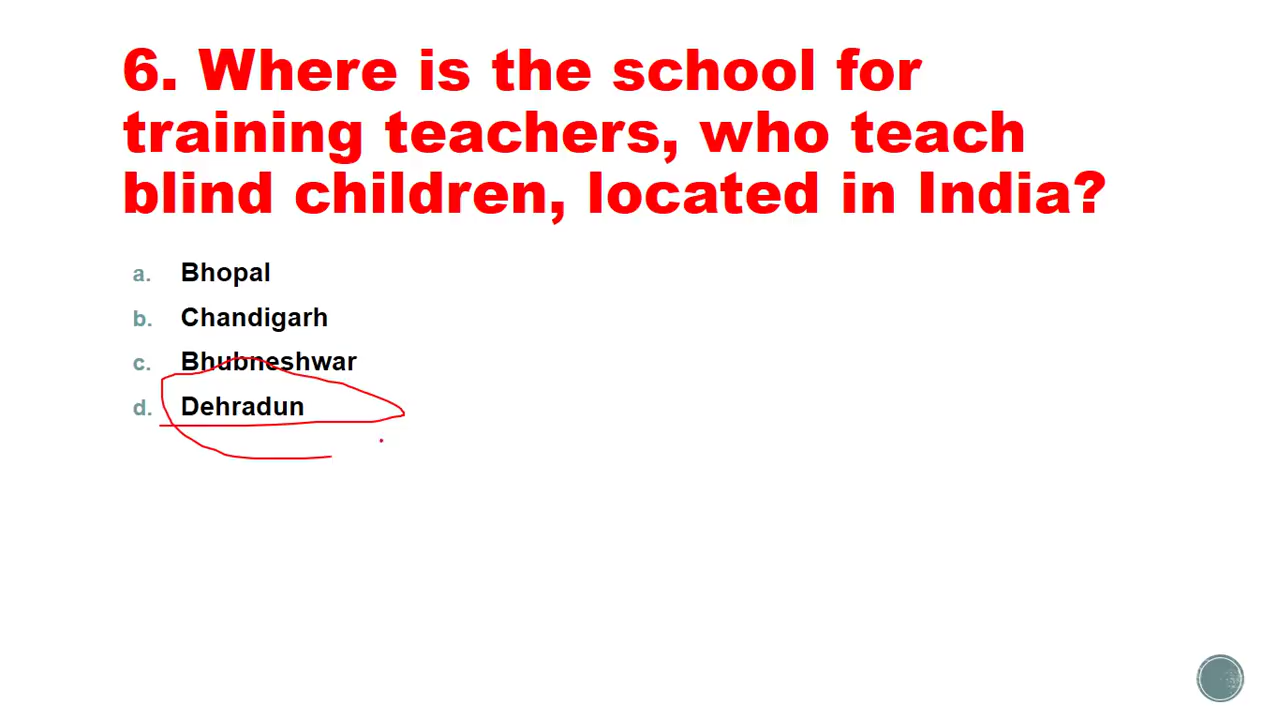 6. Where is the school for
training teachers, who teach
blind children, located in India?
a. Bhopal
b. Chandigarh
c. Bhubneshwar
d. Dehradun